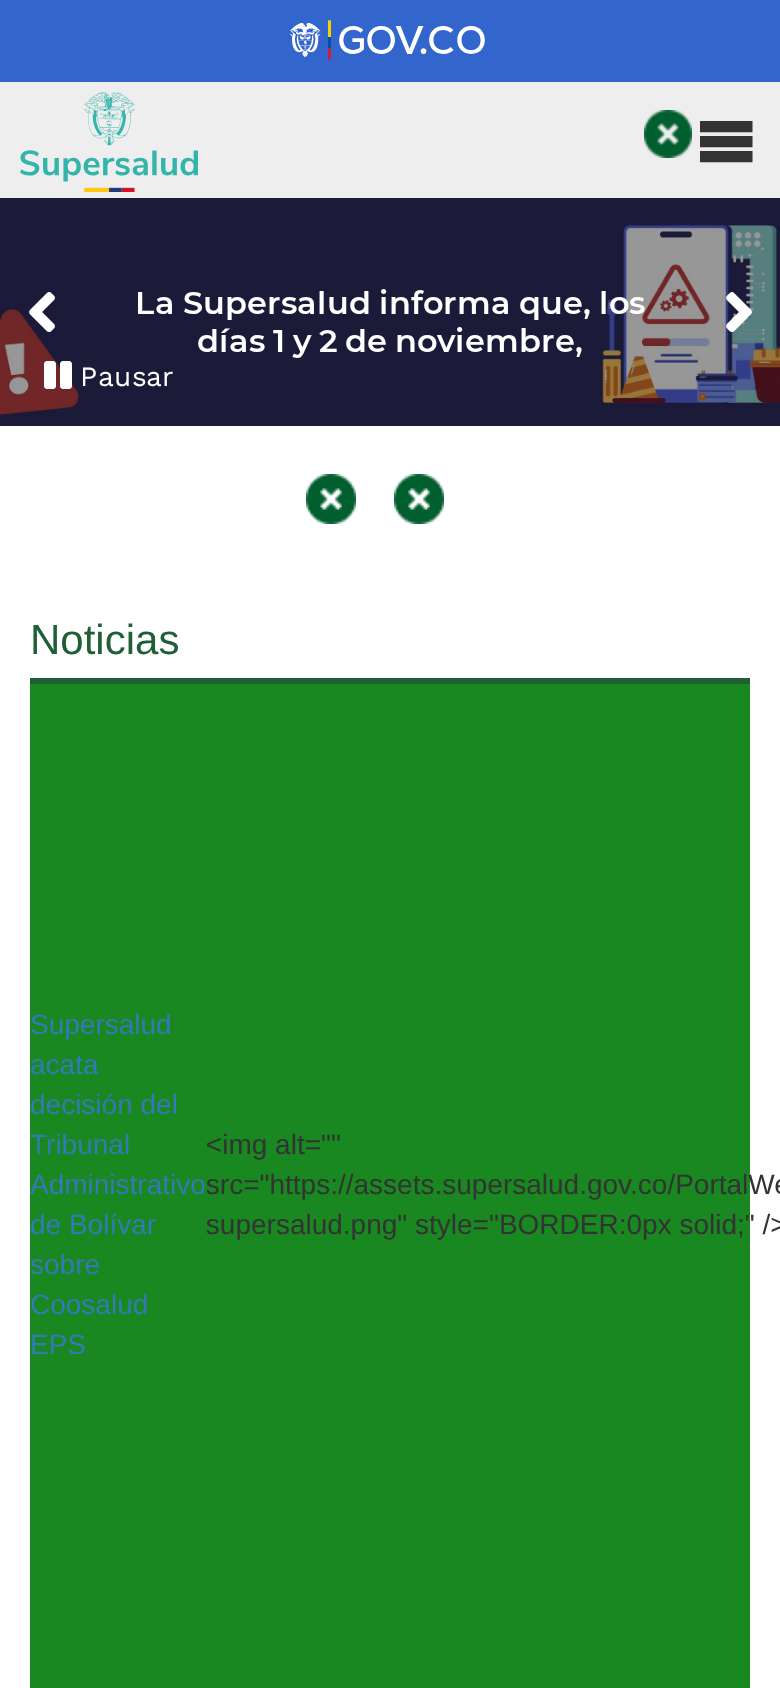 GOV.CO
Supersalud
La Supersalud informa que, los
días 1 y 2 de noviembre,
Pausar
Noticias
Supersalud
acata
decisión del
Tribunal
Administrativo
de Bolívar
sobre
Coosalud
EPS
<img alt=""
src="https://assets.supersalud.gov.co/PortalWe
supersalud.png" style="BORDER:0px solid;" />